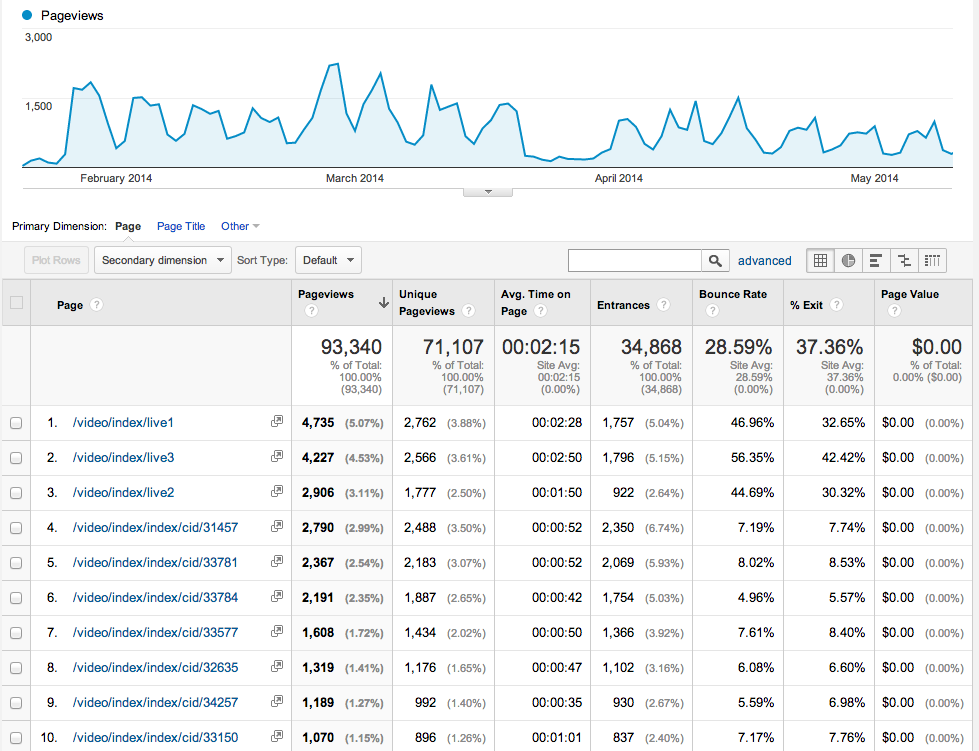 Pageviews
3,000
1,500
February 2014 March 2014 April 2014 May 2014
Primary Dimension: Page Page Title Other
Plot Rows Secondary dimension Sort Type: Default advanced
Page ? Pageviews ? Unique Pageviews ? Avg. Time on Page ? Entrances ? Bounce Rate ? % Exit ? Page Value ?
93,340 71,107 00:02:15 34,868 28.59% 37.36% $0.00
% of Total: % of Total: Site Avg: % of Total: Site Avg: Site Avg: % of Total:
100.00% 100.00% 00:02:15 100.00% 28.59% 37.36% 0.00% ($0.00)
(93,340) (71,107) (0.00%) (34,868) (0.00%) (0.00%)
1. /video/index/live1 4,735 (5.07%) 2,762 (3.88%) 00:02:28 1,757 (5.04%) 46.96% 32.65% $0.00 (0.00%)
2. /video/index/live3 4,227 (4.53%) 2,566 (3.61%) 00:02:50 1,796 (5.15%) 56.35% 42.42% $0.00 (0.00%)
3. /video/index/live2 2,906 (3.11%) 1,777 (2.50%) 00:01:50 922 (2.64%) 44.69% 30.32% $0.00 (0.00%)
4. /video/index/index/cid/31457 2,790 (2.99%) 2,488 (3.50%) 00:00:52 2,350 (6.74%) 7.19% 7.74% $0.00 (0.00%)
5. /video/index/index/cid/33781 2,367 (2.54%) 2,183 (3.07%) 00:00:52 2,069 (5.93%) 8.02% 8.53% $0.00 (0.00%)
6. /video/index/index/cid/33784 2,191 (2.35%) 1,887 (2.65%) 00:00:42 1,754 (5.03%) 4.96% 5.57% $0.00 (0.00%)
7. /video/index/index/cid/33577 1,608 (1.72%) 1,434 (2.02%) 00:00:50 1,366 (3.92%) 7.61% 8.40% $0.00 (0.00%)
8. /video/index/index/cid/32635 1,319 (1.41%) 1,176 (1.65%) 00:00:47 1,102 (3.16%) 6.08% 6.60% $0.00 (0.00%)
9. /video/index/index/cid/34257 1,189 (1.27%) 992 (1.40%) 00:00:35 930 (2.67%) 5.59% 6.98% $0.00 (0.00%)
10. /video/index/index/cid/33150 1,070 (1.15%) 896 (1.26%) 00:01:01 837 (2.40%) 7.17% 7.76% $0.00 (0.00%)